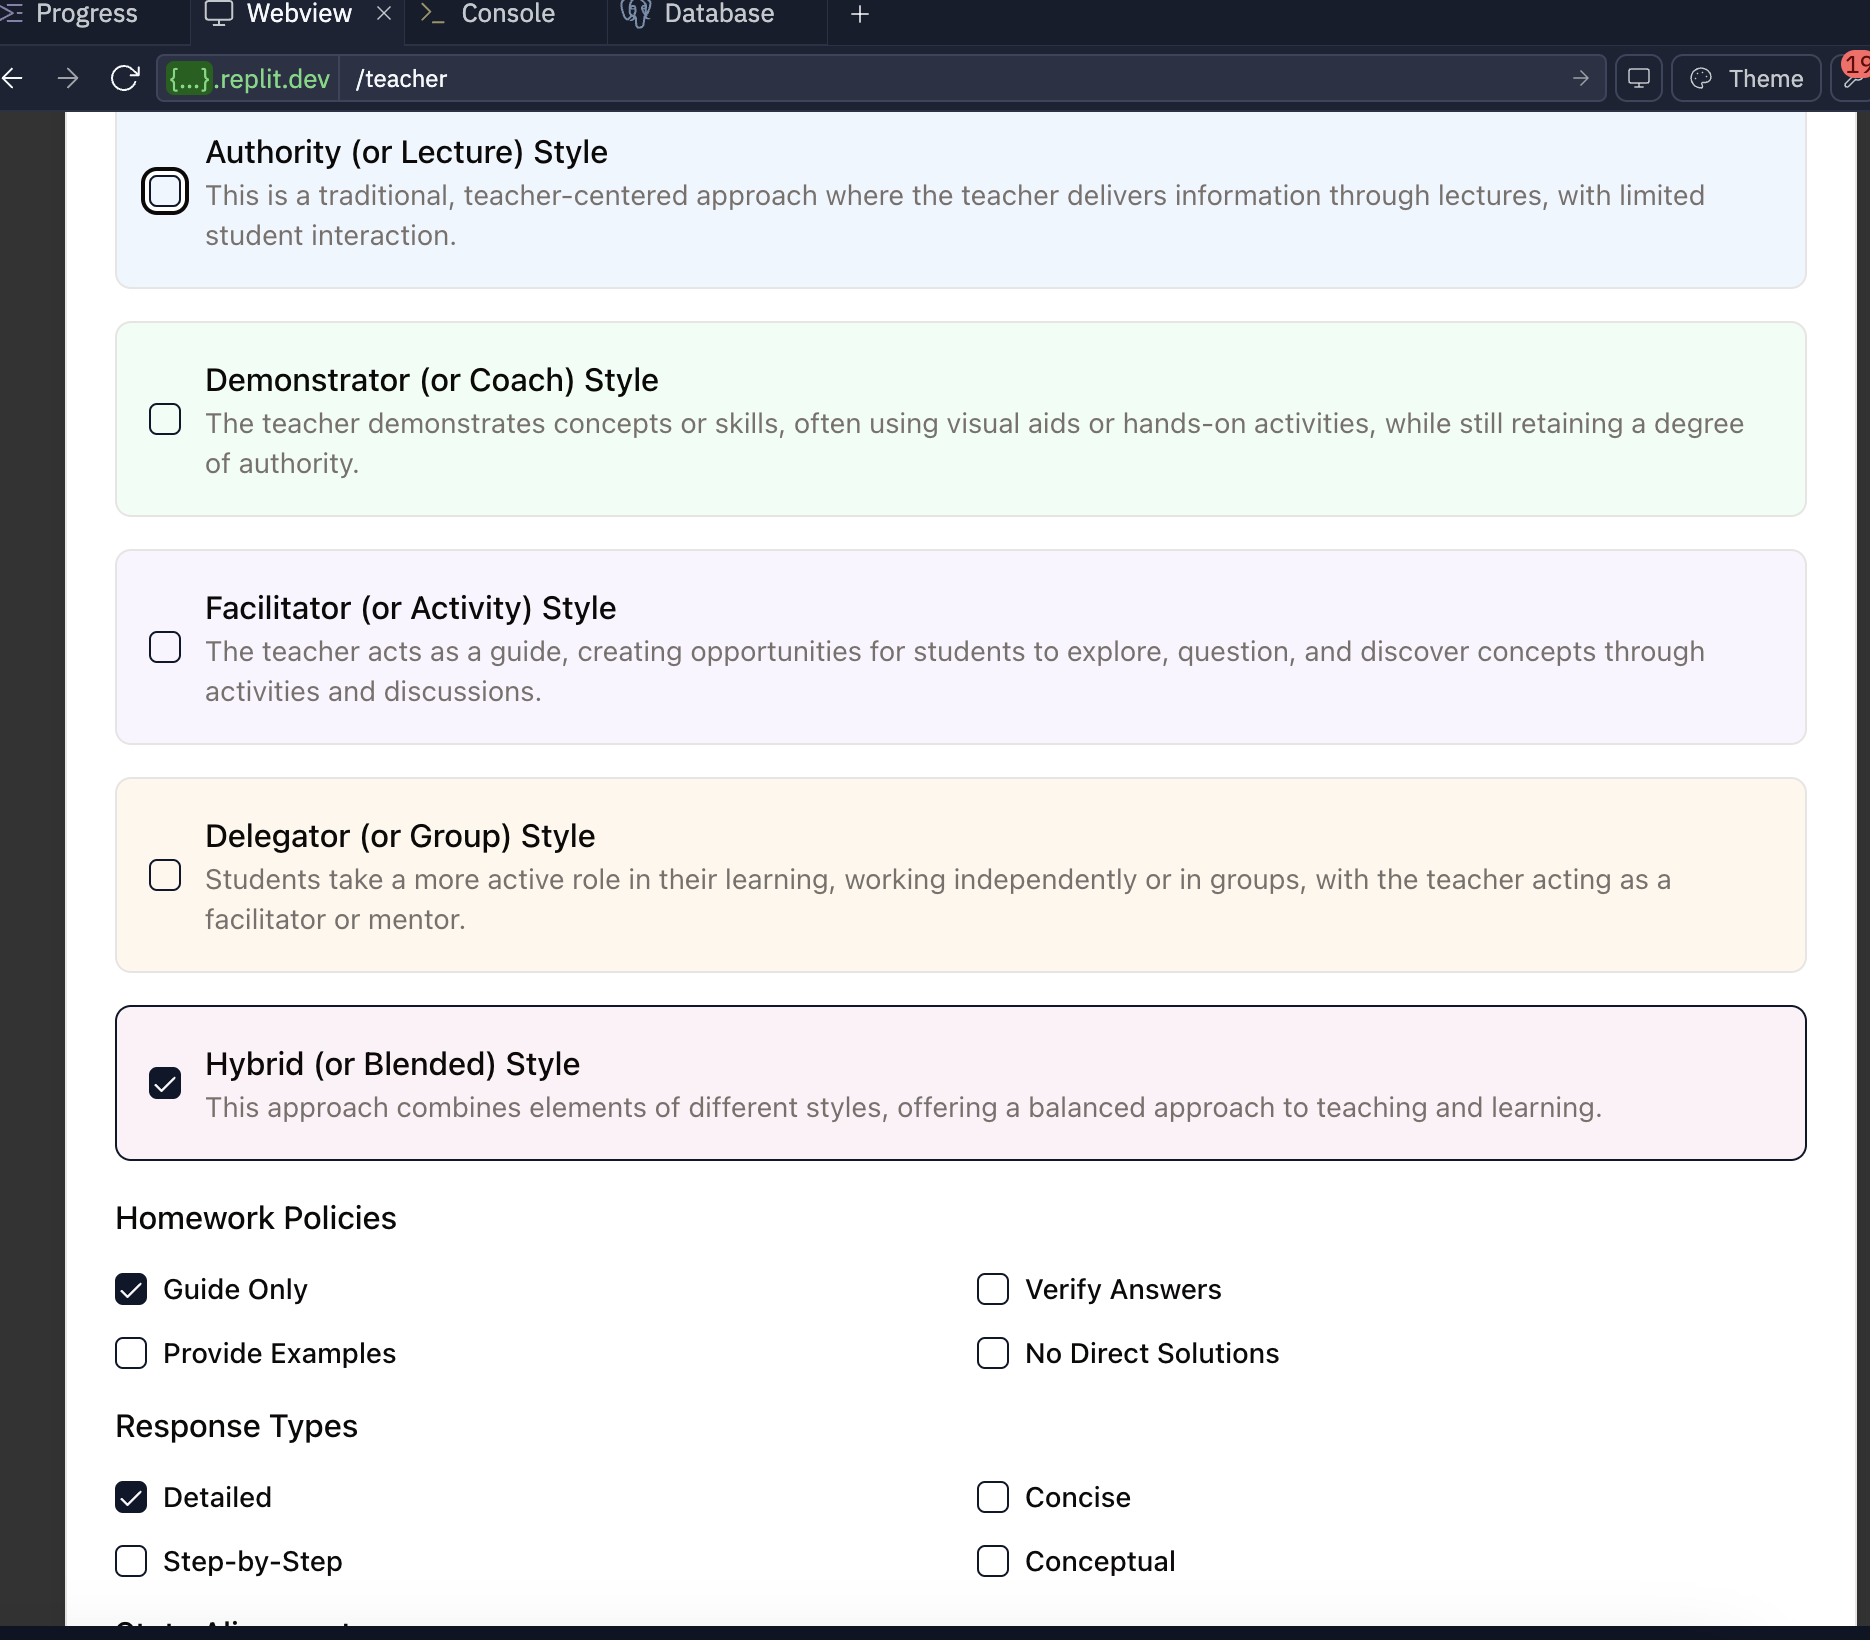 Progress
Webview
Console
Database
{...}.replit.dev
/teacher
Theme
Authority (or Lecture) Style
This is a traditional, teacher-centered approach where the teacher delivers information through lectures, with limited
student interaction.
Demonstrator (or Coach) Style
The teacher demonstrates concepts or skills, often using visual aids or hands-on activities, while still retaining a degree
of authority.
Facilitator (or Activity) Style
The teacher acts as a guide, creating opportunities for students to explore, question, and discover concepts through
activities and discussions.
Delegator (or Group) Style
Students take a more active role in their learning, working independently or in groups, with the teacher acting as a
facilitator or mentor.
Hybrid (or Blended) Style
This approach combines elements of different styles, offering a balanced approach to teaching and learning.
Homework Policies
Guide Only
Verify Answers
Provide Examples
No Direct Solutions
Response Types
Detailed
Concise
Step-by-Step
Conceptual